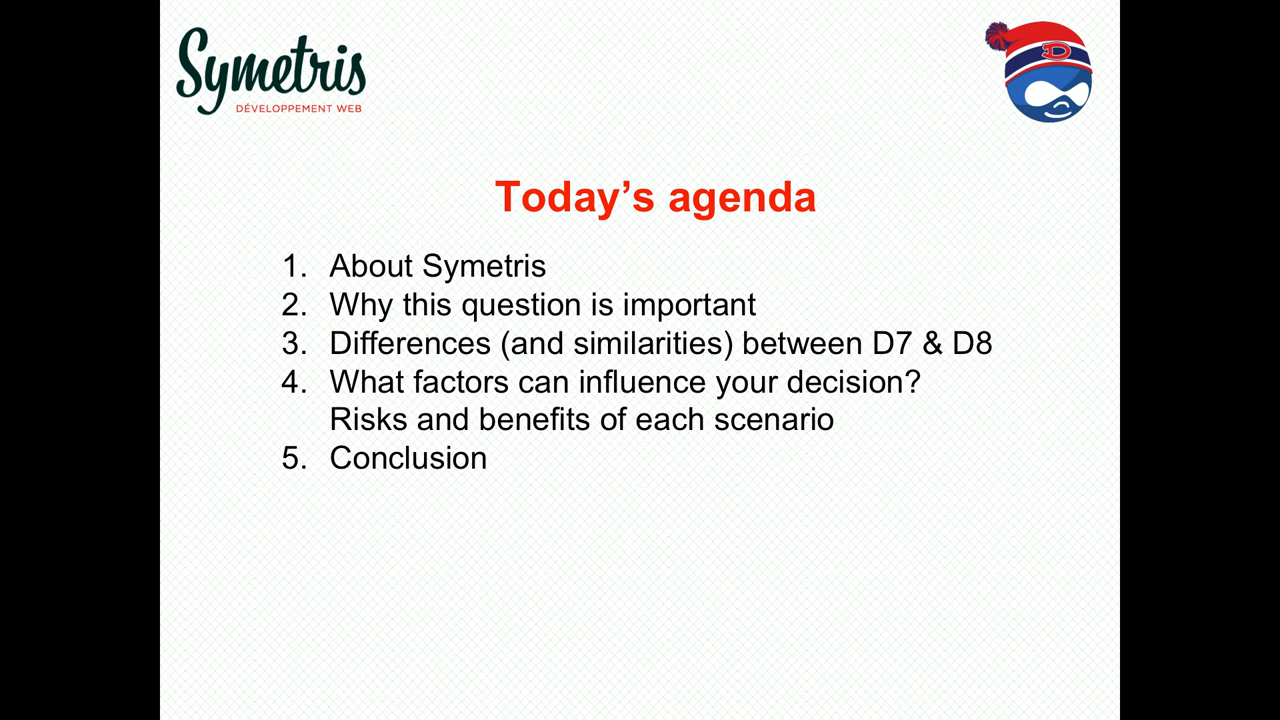 Symetris
DÉVELOPPEMENT WEB
D
Today’s agenda
1. About Symetris
2. Why this question is important
3. Differences (and similarities) between D7 & D8
4. What factors can influence your decision?
Risks and benefits of each scenario
5. Conclusion